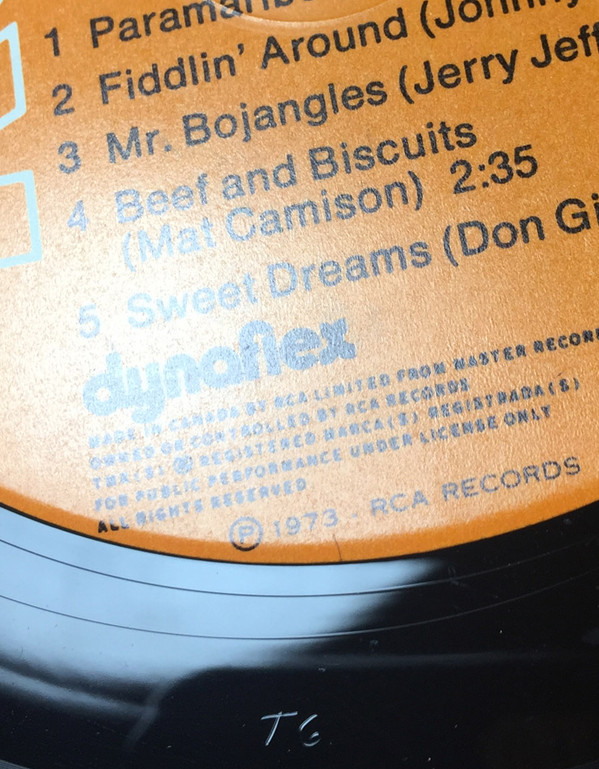 1 Paramaribo
2 Fiddlin' Around (Johnny
3 Mr. Bojangles (Jerry Jeff
4 Beef and Biscuits
(Mat Camison) 2:35
5 Sweet Dreams (Don Gi
dynaflex
MADE IN CANADA BY RCA LIMITED FROM MASTER RECOR
OWNED OR CONTROLLED BY RCA RECORDS
TMK(S) ® REGISTERED MARCA(S) REGISTRADA(S)
FOR PUBLIC PERFORMANCE UNDER LICENSE ONLY
ALL RIGHTS RESERVED
℗ 1973 - RCA RECORDS
T6